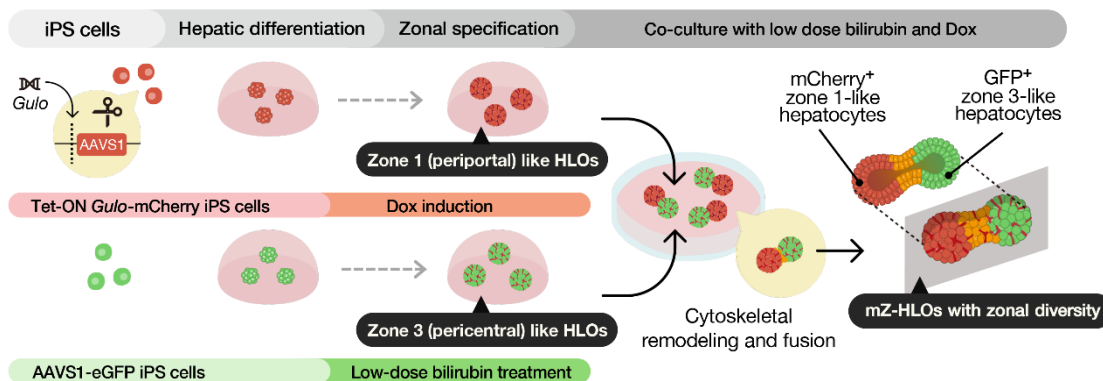 iPS cells
Hepatic differentiation
Zonal specification
Co-culture with low dose bilirubin and Dox
Gulo
AAVS1
Zone 1 (periportal) like HLOs
Tet-ON Gulo-mCherry iPS cells
Dox induction
Zone 3 (pericentral) like HLOs
AAVS1-eGFP iPS cells
Low-dose bilirubin treatment
Cytoskeletal
remodeling and fusion
mCherry+
zone 1-like
hepatocytes
GFP+
zone 3-like
hepatocytes
mZ-HLOs with zonal diversity